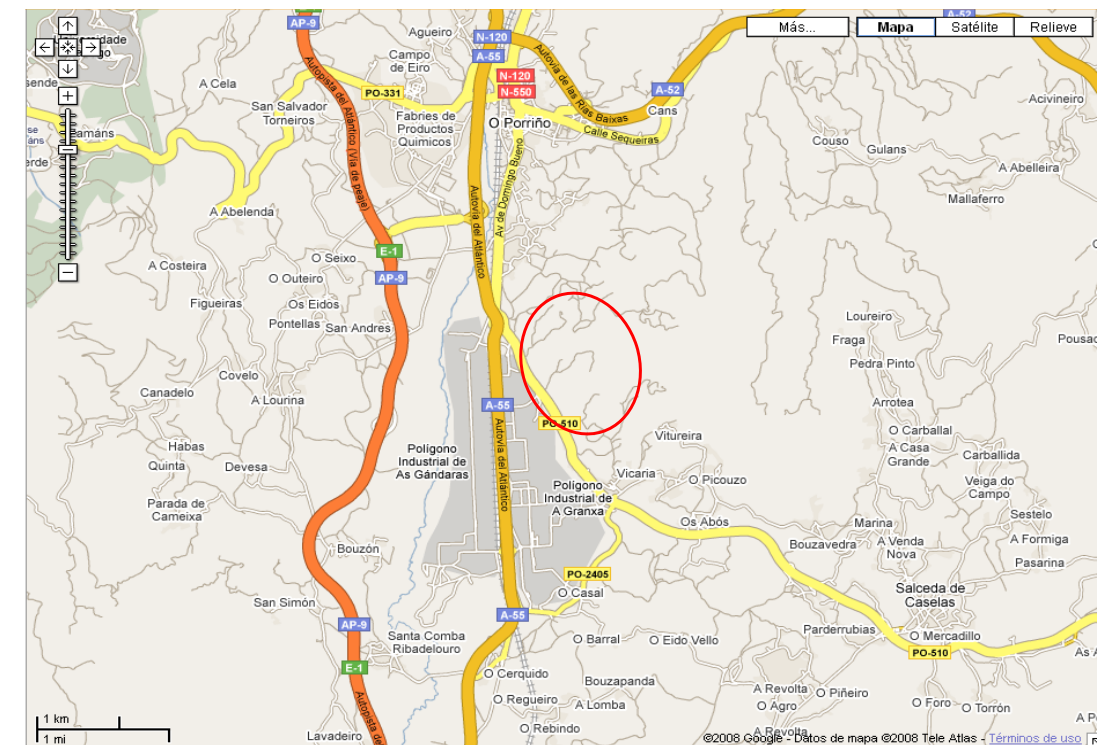 AP-9
Agueiro
N-120
A-55
A-52
Más...
Mapa
Satélite
Relieve
Campo
de Eiro
A Cela
PO-331
N-120
N-550
A-52
Autovía de las Rías Baixas
Cans
Acivineiro
San Salvador
Torneiros
Fabries de
Productos
Quimicos
O Porriño
Calle Sequeiras
Couso
Gulans
A Abelleira
Autopista del Atlántico (Vía de peaje)
Autovía del Atlántico
Av de Domingo Bueno
Mallaferro
A Abelenda
E-1
O Seixo
A Costeira
O Outeiro
AP-9
Figueiras
Os Eidos
Pontellas
San Andres
Loureiro
Fraga
Pedra Pinto
Covelo
Canadelo
A Lourina
A-55
Arrotea
PO-510
O Carballal
Autovía del Atlántico
Vitureira
Habas
Polígono
Industrial de
As Gándaras
A Casa
Grande
Carballida
Quinta
Devesa
Vicaria
O Picouzo
Polígono
Industrial de
A Granxa
Veiga do
Campo
Parada de
Cameixa
Os Abós
Marina
Sestelo
A Formiga
Bouzavedra
A Venda
Nova
Bouzón
Pasarina
PO-2405
O Casal
Salceda de
Caselas
San Simón
A-55
AP-9
Santa Comba
Ribadelouro
O Barral
O Eido Vello
Parderrubias
O Mercadillo
PO-510
E-1
O Cerquido
Bouzapanda
A Revolta
O Piñeiro
O Regueiro
A Lomba
O Agro
O Foro
O Torrón
1 km
1 mi
Lavadeiro
O Rebindo
A Revolta
©2008 Google - Datos de mapa ©2008 Tele Atlas - Términos de uso